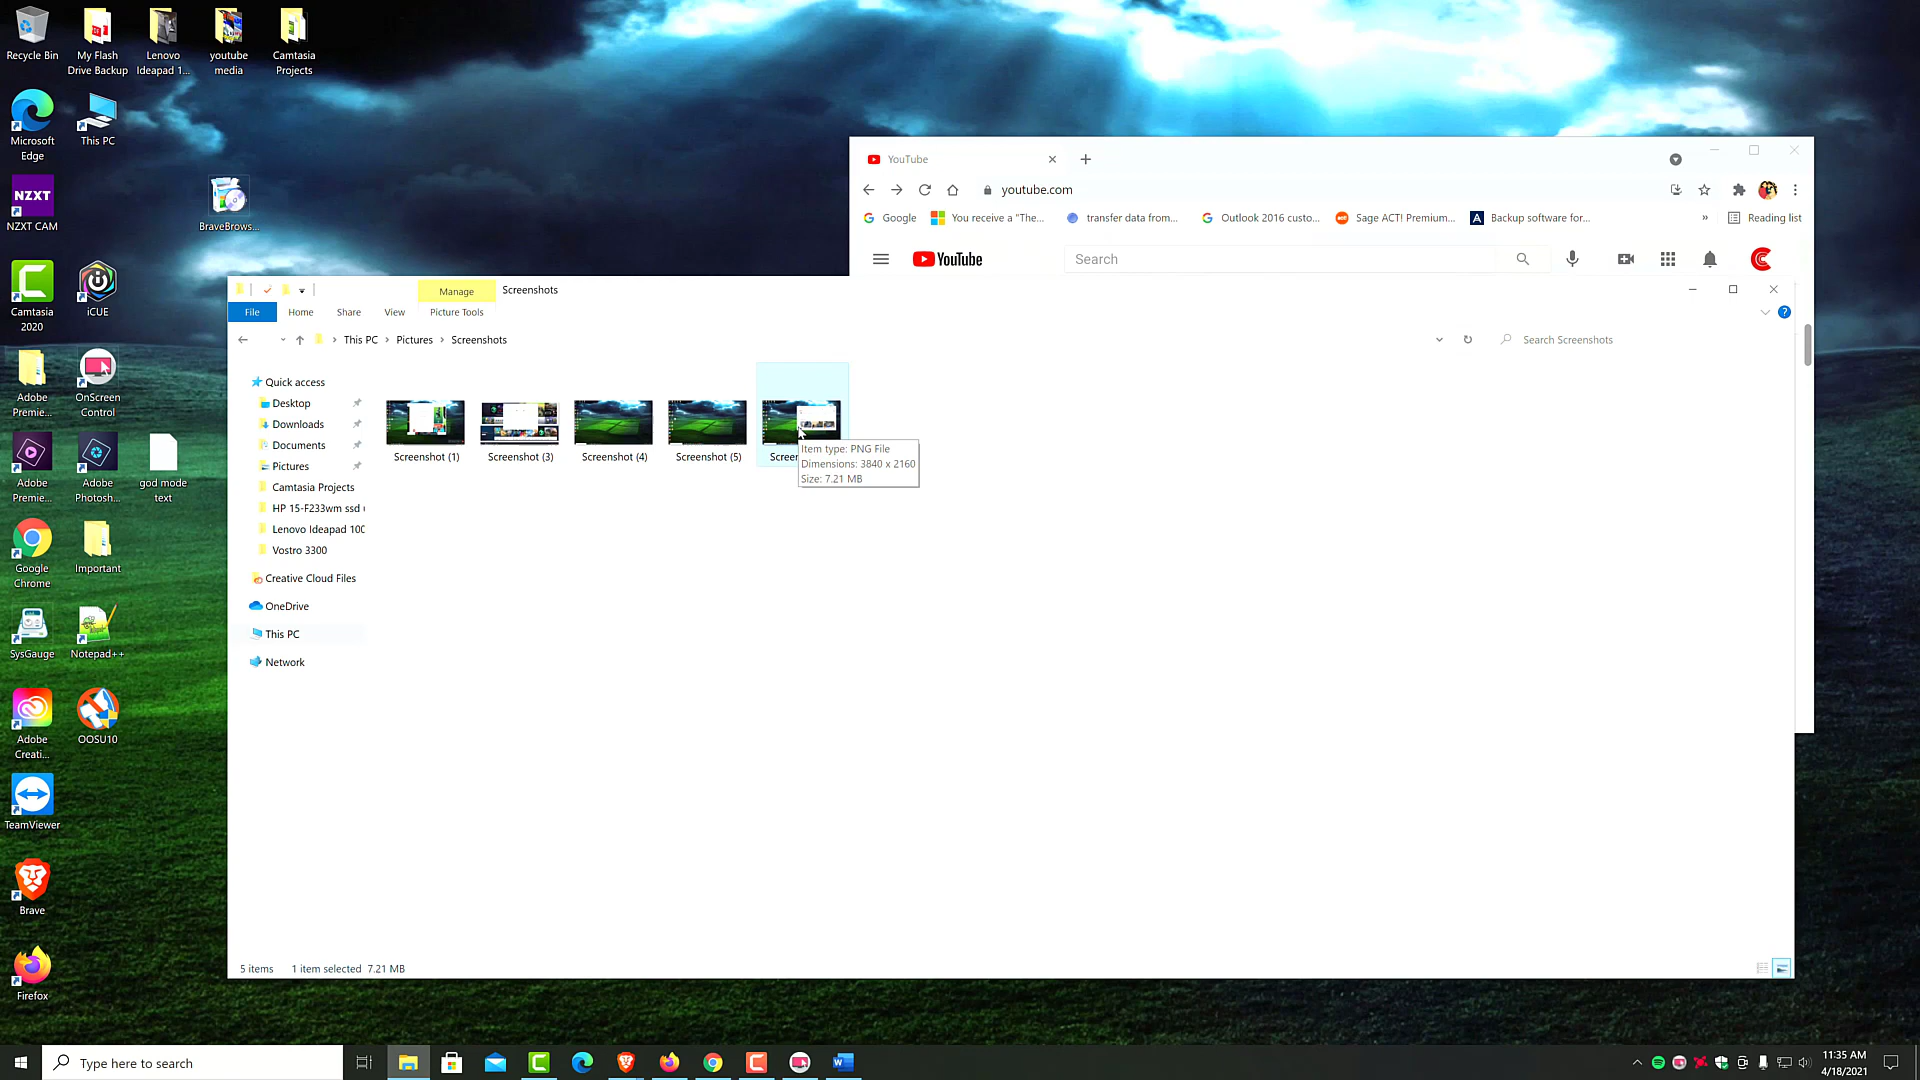 Recycle Bin
My Flash
Drive Backup
Lenovo
Ideapad 1...
youtube
media
Camtasia
Projects
Microsoft
Edge
This PC
NZXT
NZXT CAM
BraveBrows...
Camtasia
2020
iCUE
Adobe
Premie...
OnScreen
Control
Adobe
Premie...
Adobe
Photosh...
god mode
text
Google
Chrome
Important
SysGauge
Notepad++
Adobe
Creati...
OOSU10
TeamViewer
Brave
Firefox
YouTube
youtube.com
Google
You receive a "The...
transfer data from...
Outlook 2016 custo...
Sage ACT! Premium...
A
Backup software for...
»
Reading list
YouTube
Search
Manage
Screenshots
File
Home
Share
View
Picture Tools
?
This PC > Pictures > Screenshots
Search Screenshots
Quick access
Desktop
Downloads
Documents
Pictures
Camtasia Projects
HP 15-F233wm ssd
Lenovo Ideapad 100
Vostro 3300
Creative Cloud Files
OneDrive
This PC
Network
Screenshot (1)
Screenshot (3)
Screenshot (4)
Screenshot (5)
Screen
Item type: PNG File
Dimensions: 3840 x 2160
Size: 7.21 MB
5 items
1 item selected 7.21 MB
Type here to search
11:35 AM
4/18/2021